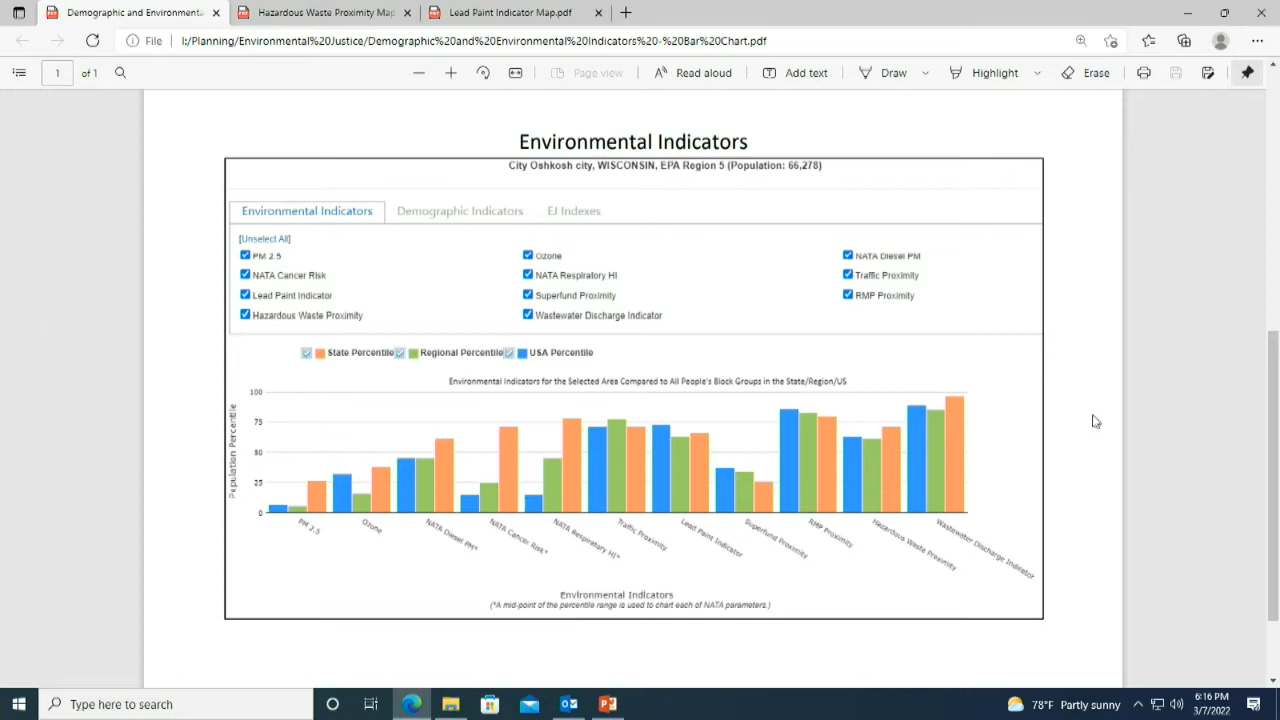 Demographic and Environmenta
Hazardous Waste Proximity Map
Lead Paint Indicator Map.pdf
File
I:/Planning/Environmental%20Justice/Demographic%20and%20Environmental%20Indicators%20-%20Bar%20Chart.pdf
1 of 1
Page view
Read aloud
Add text
Draw
Highlight
Erase
Environmental Indicators
City Oshkosh city, WISCONSIN, EPA Region 5 (Population: 66,278)
Environmental Indicators Demographic Indicators EJ Indexes
[Unselect All]
PM 2.5 Ozone NATA Diesel PM
NATA Cancer Risk NATA Respiratory HI Traffic Proximity
Lead Paint Indicator Superfund Proximity RMP Proximity
Hazardous Waste Proximity Wastewater Discharge Indicator
State Percentile Regional Percentile USA Percentile
Environmental Indicators for the Selected Area Compared to All People's Block Groups in the State/Region/US
Population Percentile
100
75
50
25
0
PM 2.5
Ozone
NATA Diesel PM*
NATA Cancer Risk*
NATA Respiratory HI*
Traffic Proximity
Lead Paint Indicator
Superfund Proximity
RMP Proximity
Hazardous Waste Proximity
Wastewater Discharge Indicator
Environmental Indicators
(*A mid-point of the percentile range is used to chart each of NATA parameters.)
Type here to search
78°F Partly sunny
6:16 PM
3/7/2022